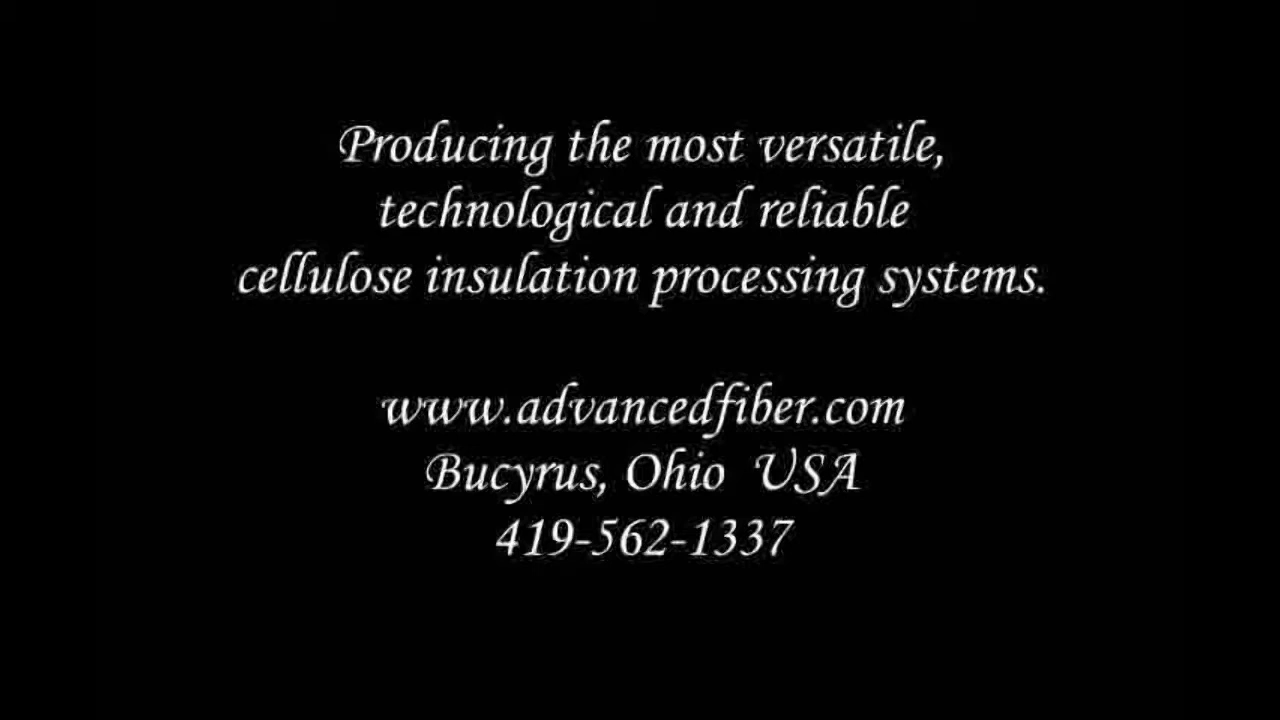 Producing the most versatile,
technological and reliable
cellulose insulation processing systems.
www.advancedfiber.com
Bucyrus, Ohio USA
419-562-1337